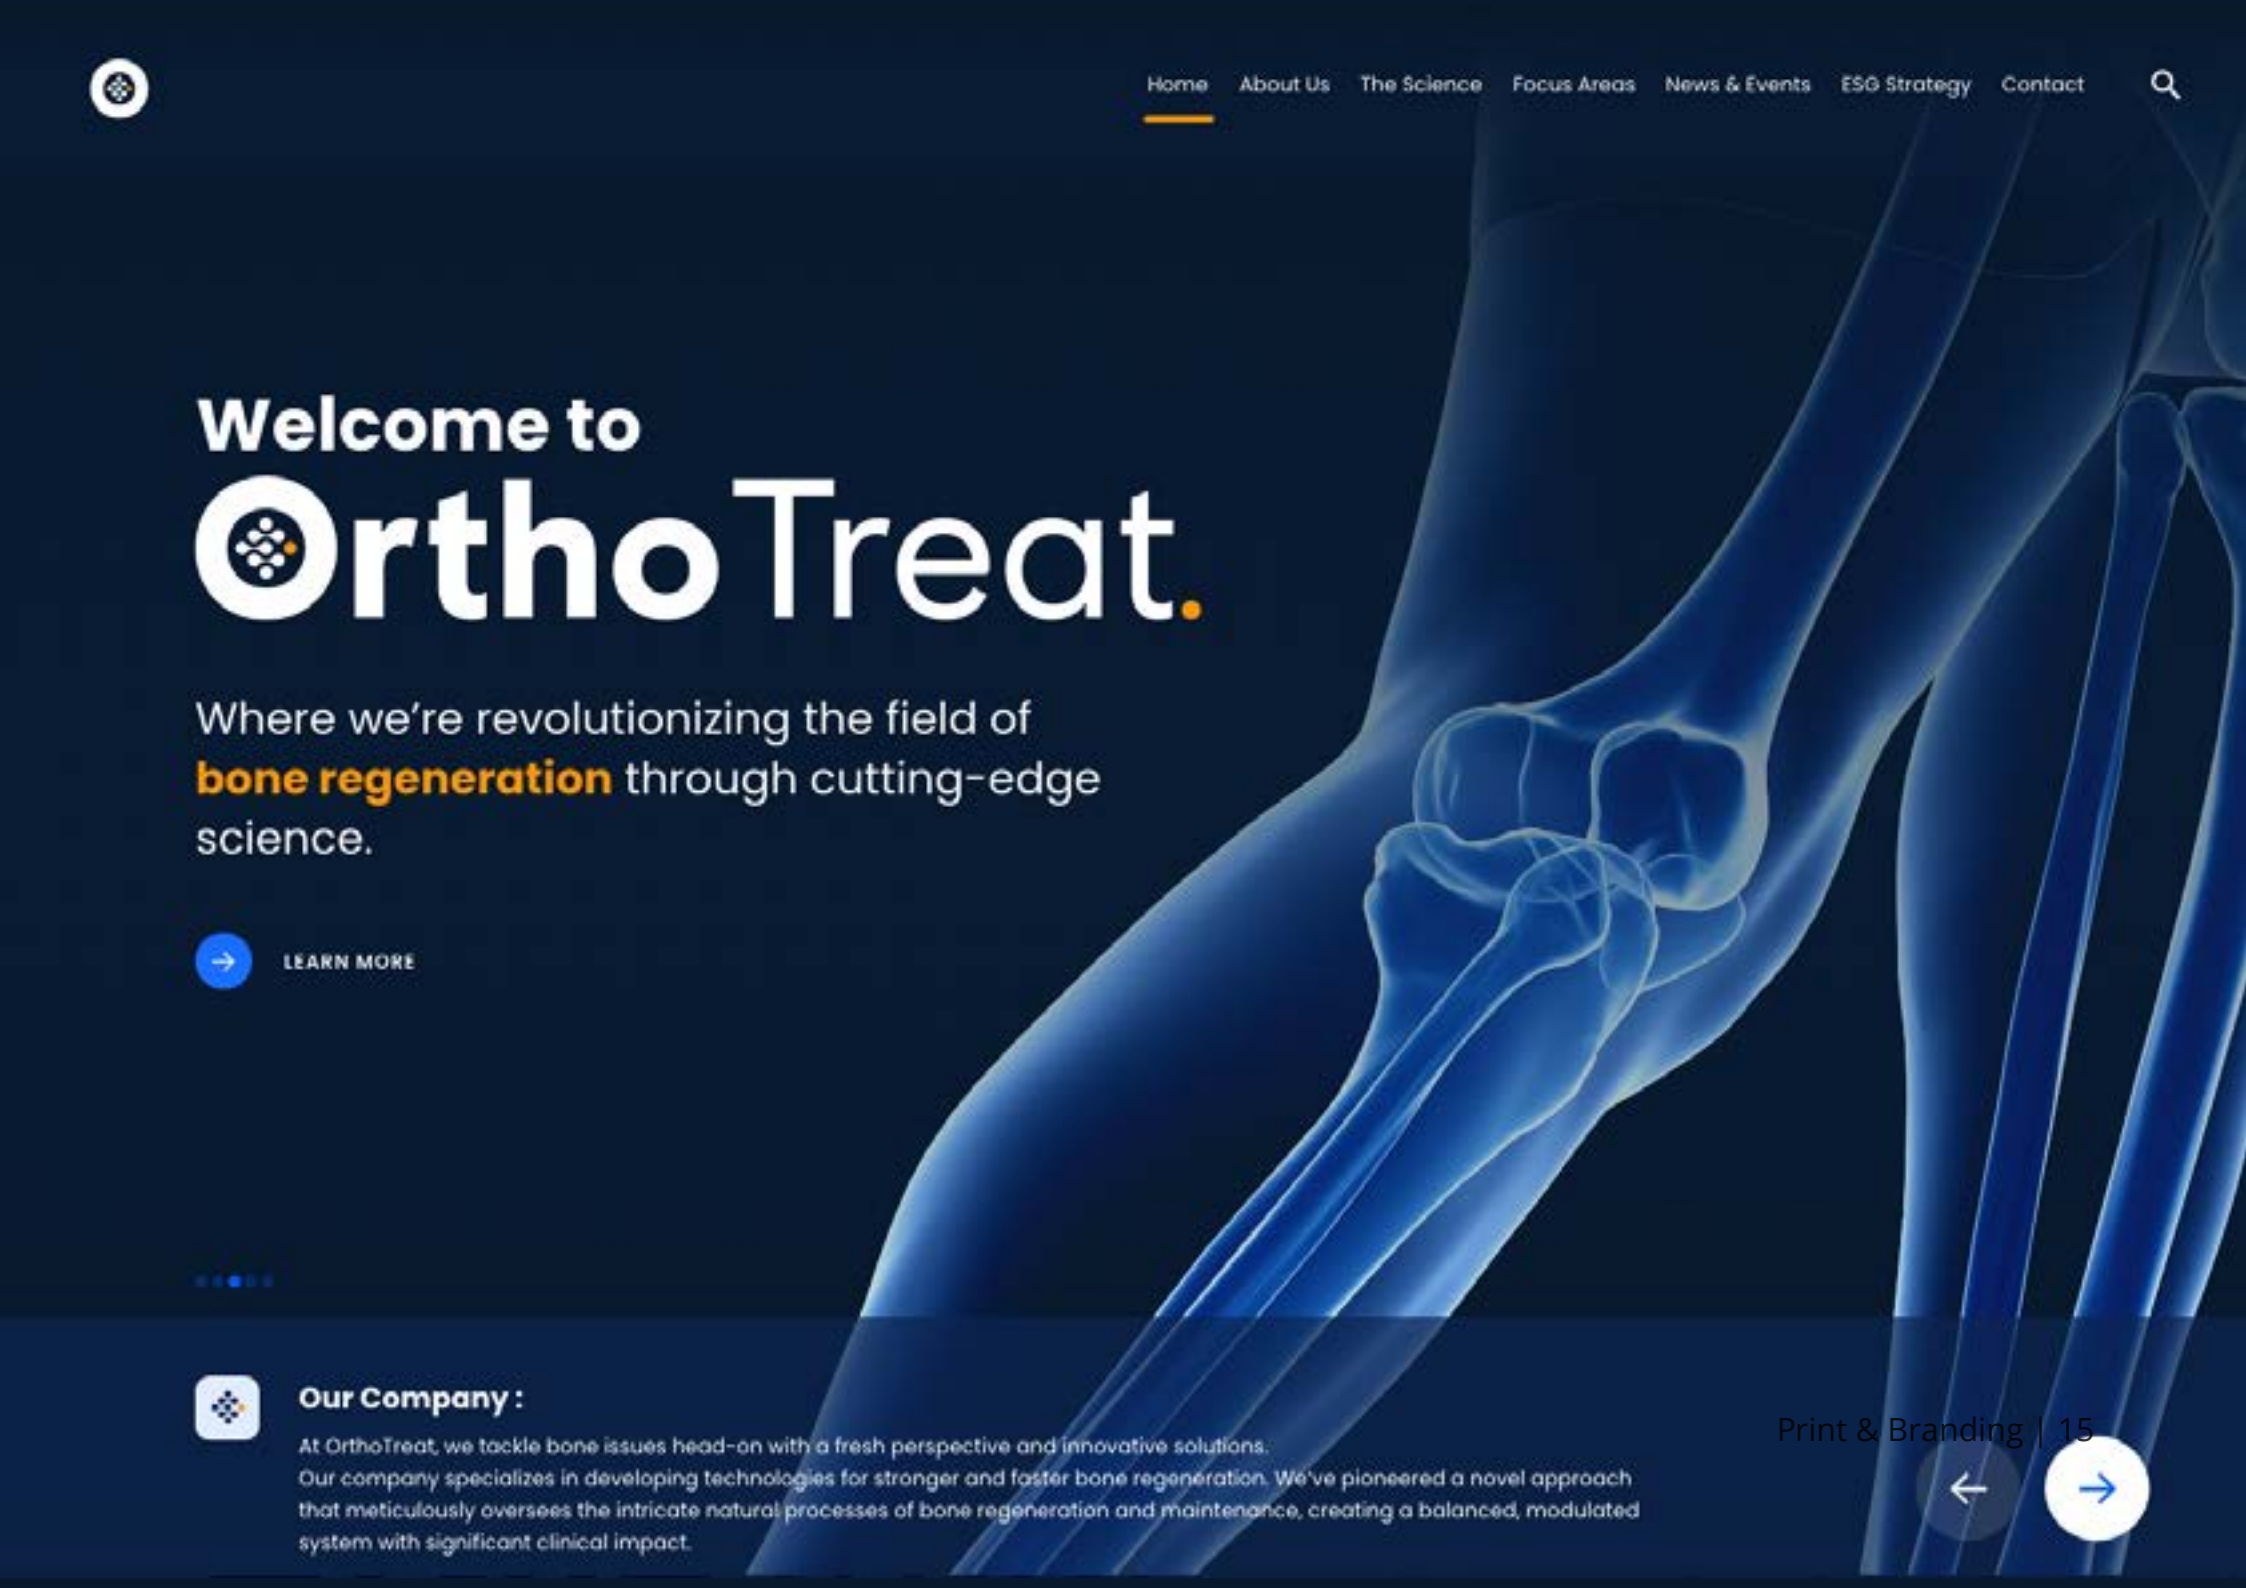 Home About Us The Science Focus Areas News & Events ESG Strategy Contact
Welcome to
OrthoTreat.
Where we're revolutionizing the field of
bone regeneration through cutting-edge
science.
LEARN MORE
Our Company :
At OrthoTreat, we tackle bone issues head-on with a fresh perspective and innovative solutions.
Our company specializes in developing technologies for stronger and faster bone regeneration. We've pioneered a novel approach
that meticulously oversees the intricate natural processes of bone regeneration and maintenance, creating a balanced, modulated
system with significant clinical impact.
Print & Branding | 15